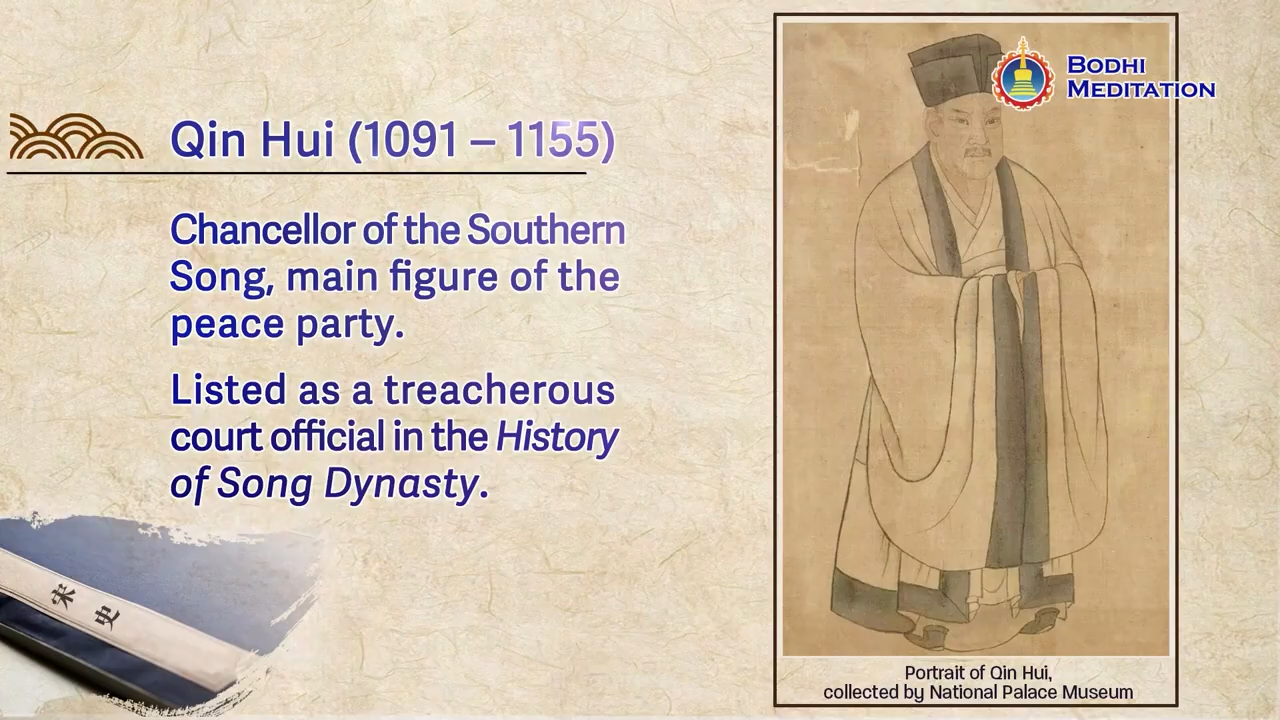 Qin Hui (1091 – 1155)
Chancellor of the Southern
Song, main figure of the
peace party.
Listed as a treacherous
court official in the History
of Song Dynasty.
宋史
BODHI
MEDITATION
Portrait of Qin Hui,
collected by National Palace Museum